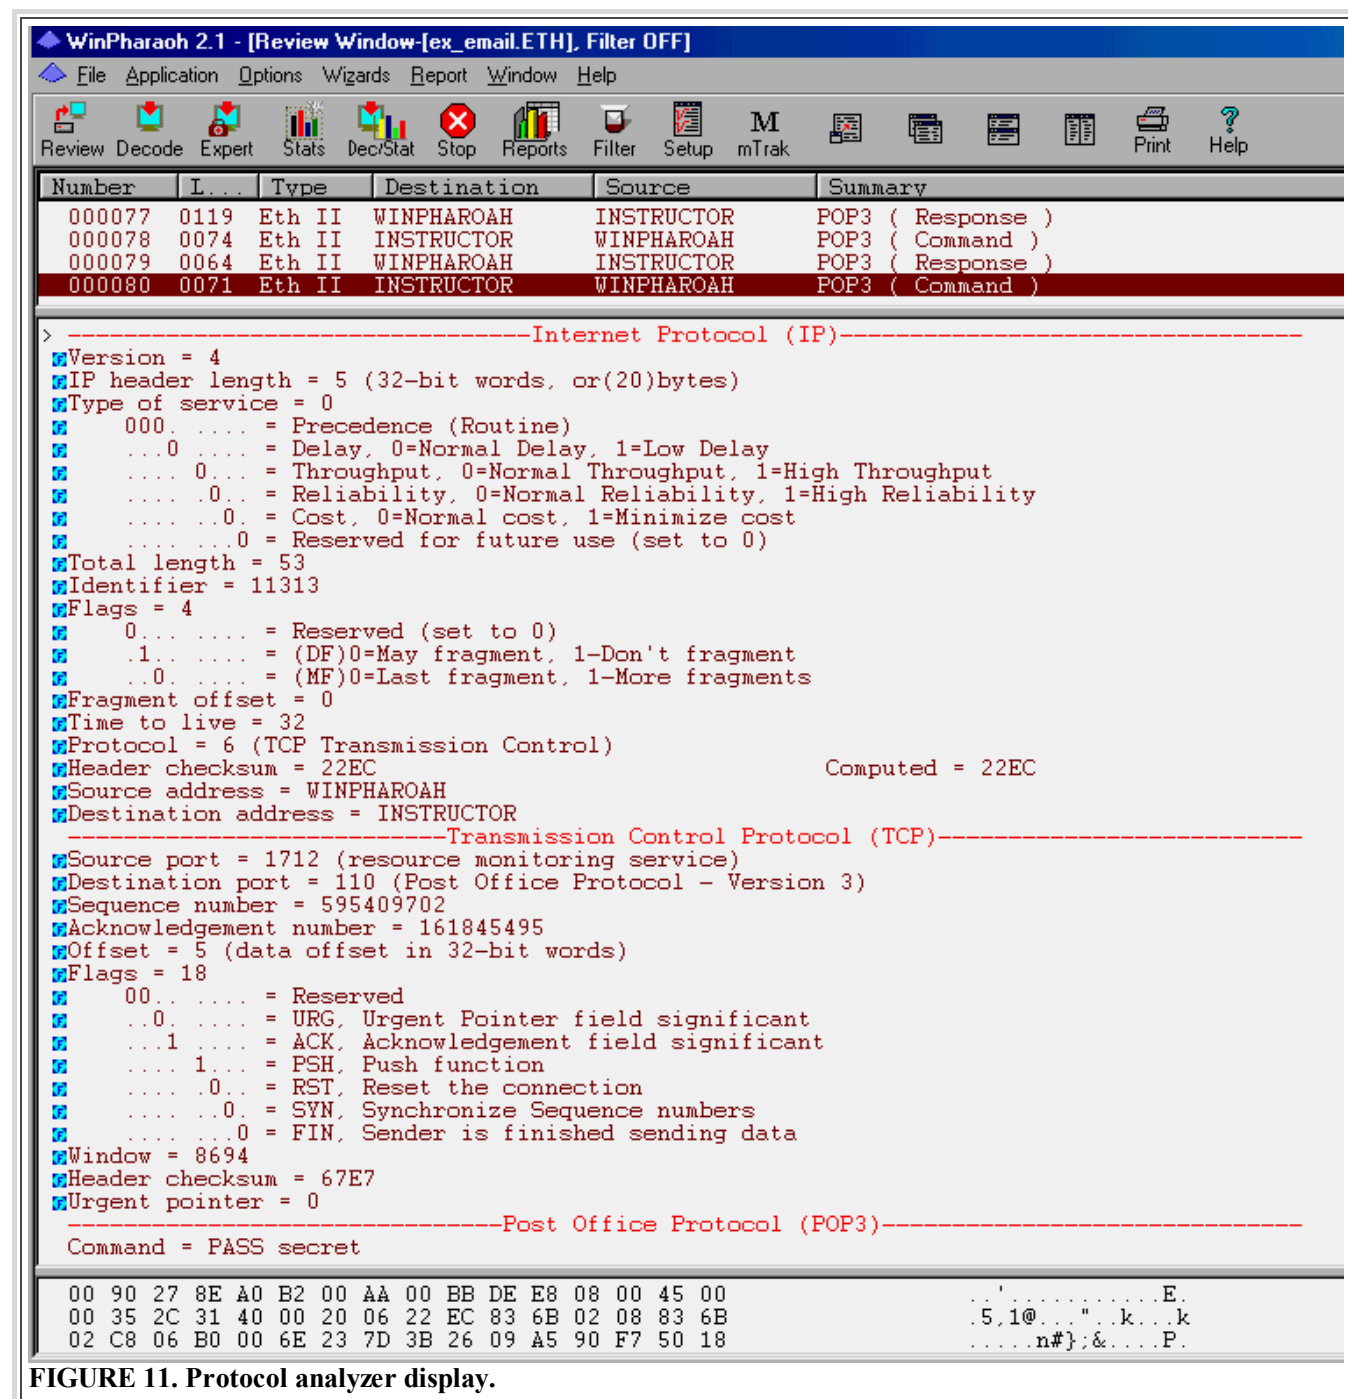 WinPharaoh 2.1 - [Review Window-[ex_email.ETH], Filter OFF]
File Application Options Wizards Report Window Help
Review Decode Expert Stats Dec/Stat Stop Reports Filter Setup M mTrak Print Help
Number L... Type Destination Source Summary
000077 0119 Eth II WINPHAROAH INSTRUCTOR POP3 ( Response )
000078 0074 Eth II INSTRUCTOR WINPHAROAH POP3 ( Command )
000079 0064 Eth II WINPHAROAH INSTRUCTOR POP3 ( Response )
000080 0071 Eth II INSTRUCTOR WINPHAROAH POP3 ( Command )
> ---------------------------------Internet Protocol (IP)---------------------------------
Version = 4
IP header length = 5 (32-bit words, or(20)bytes)
Type of service = 0
000. .... = Precedence (Routine)
...0 .... = Delay, 0=Normal Delay, 1=Low Delay
.... 0... = Throughput, 0=Normal Throughput, 1=High Throughput
.... .0.. = Reliability, 0=Normal Reliability, 1=High Reliability
.... ..0. = Cost, 0=Normal cost, 1=Minimize cost
.... ...0 = Reserved for future use (set to 0)
Total length = 53
Identifier = 11313
Flags = 4
0... .... = Reserved (set to 0)
.1.. .... = (DF)0=May fragment, 1-Don't fragment
..0. .... = (MF)0=Last fragment, 1-More fragments
Fragment offset = 0
Time to live = 32
Protocol = 6 (TCP Transmission Control)
Header checksum = 22EC Computed = 22EC
Source address = WINPHAROAH
Destination address = INSTRUCTOR
---------------------------Transmission Control Protocol (TCP)--------------------------
Source port = 1712 (resource monitoring service)
Destination port = 110 (Post Office Protocol - Version 3)
Sequence number = 595409702
Acknowledgement number = 161845495
Offset = 5 (data offset in 32-bit words)
Flags = 18
00.. .... = Reserved
..0. .... = URG, Urgent Pointer field significant
...1 .... = ACK, Acknowledgement field significant
.... 1... = PSH, Push function
.... .0.. = RST, Reset the connection
.... ..0. = SYN, Synchronize Sequence numbers
.... ...0 = FIN, Sender is finished sending data
Window = 8694
Header checksum = 67E7
Urgent pointer = 0
-------------------------------Post Office Protocol (POP3)------------------------------
Command = PASS secret
00 90 27 8E A0 B2 00 AA 00 BB DE E8 08 00 45 00 ..'...........E.
00 35 2C 31 40 00 20 06 22 EC 83 6B 02 08 83 6B .5,1@. ."..k...k
02 C8 06 B0 00 6E 23 7D 3B 26 09 A5 90 F7 50 18 .....n#};&....P.
FIGURE 11. Protocol analyzer display.